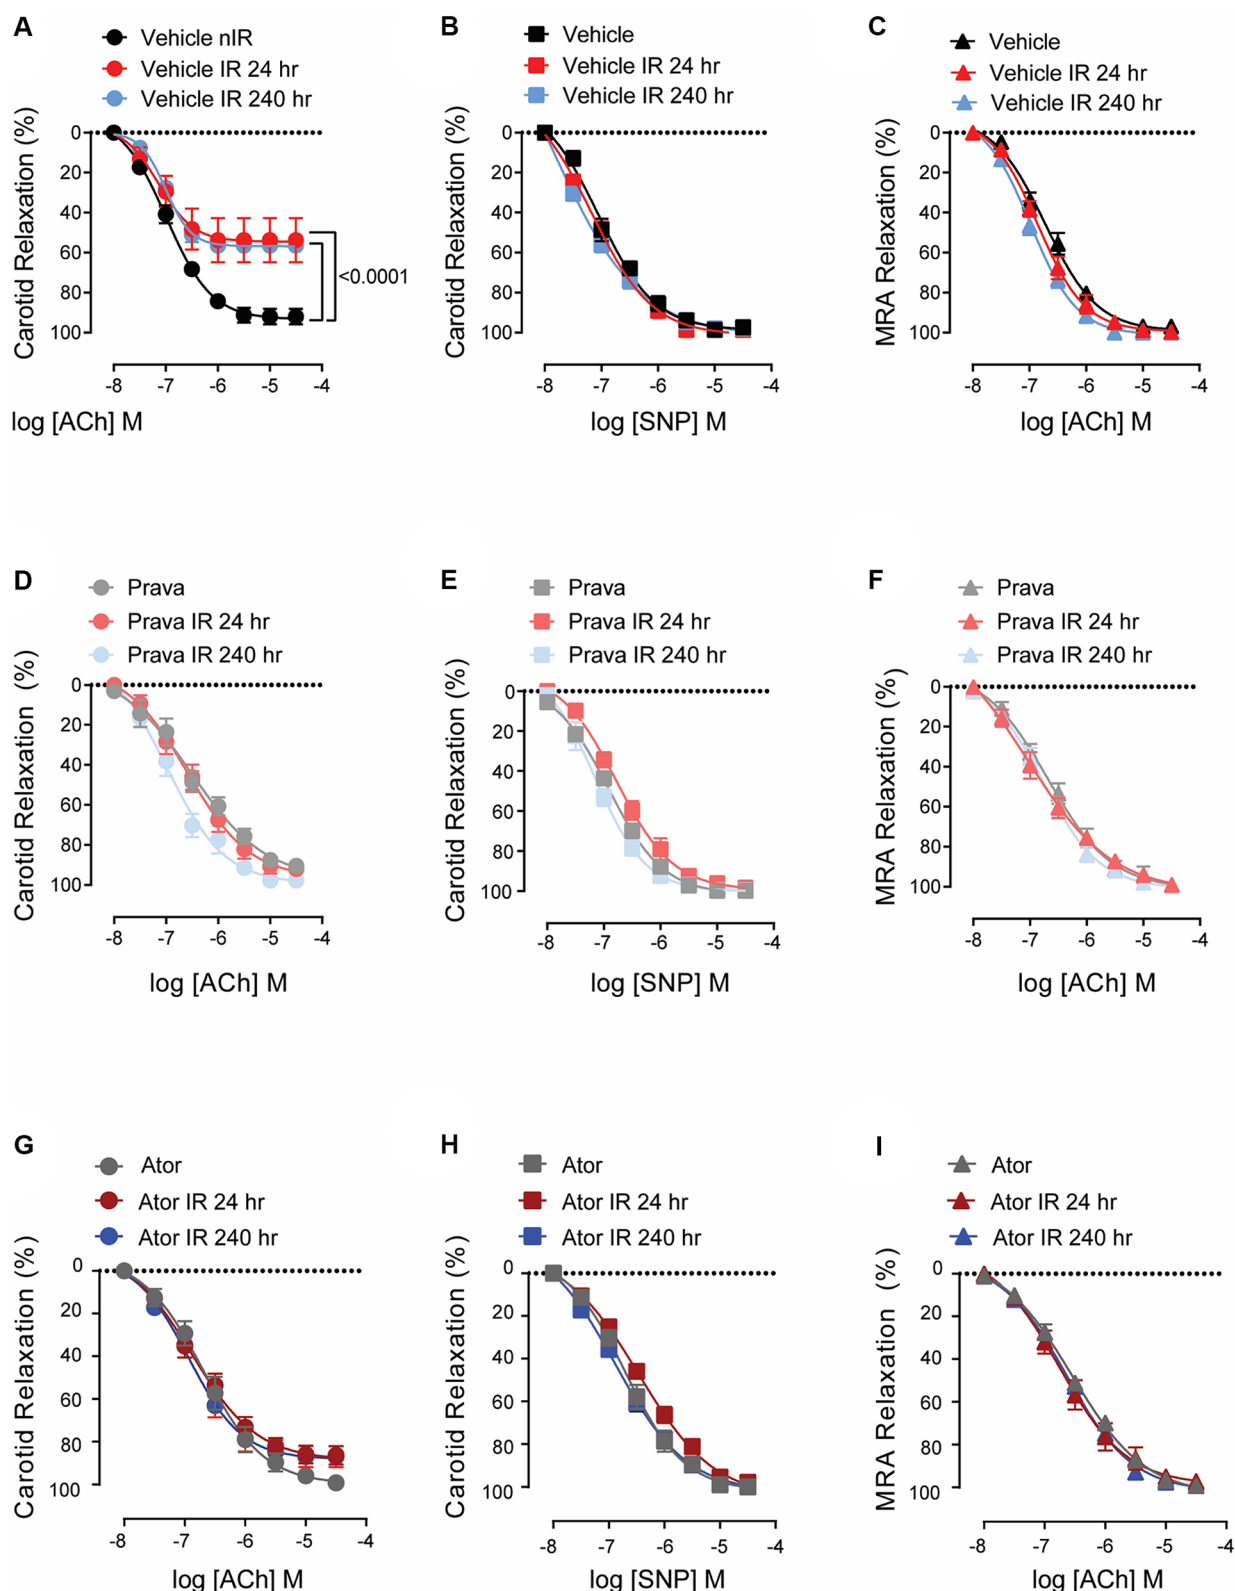 A
Vehicle nIR
Vehicle IR 24 hr
Vehicle IR 240 hr
Carotid Relaxation (%)
0
20
40
60
80
100
<0.0001
-8 -7 -6 -5 -4
log [ACh] M
B
Vehicle
Vehicle IR 24 hr
Vehicle IR 240 hr
Carotid Relaxation (%)
0
20
40
60
80
100
-8 -7 -6 -5 -4
log [SNP] M
C
Vehicle
Vehicle IR 24 hr
Vehicle IR 240 hr
MRA Relaxation (%)
0
20
40
60
80
100
-8 -7 -6 -5 -4
log [ACh] M
D
Prava
Prava IR 24 hr
Prava IR 240 hr
Carotid Relaxation (%)
0
20
40
60
80
100
-8 -7 -6 -5 -4
log [ACh] M
E
Prava
Prava IR 24 hr
Prava IR 240 hr
Carotid Relaxation (%)
0
20
40
60
80
100
-8 -7 -6 -5 -4
log [SNP] M
F
Prava
Prava IR 24 hr
Prava IR 240 hr
MRA Relaxation (%)
0
20
40
60
80
100
-8 -7 -6 -5 -4
log [ACh] M
G
Ator
Ator IR 24 hr
Ator IR 240 hr
Carotid Relaxation (%)
0
20
40
60
80
100
-8 -7 -6 -5 -4
log [ACh] M
H
Ator
Ator IR 24 hr
Ator IR 240 hr
Carotid Relaxation (%)
0
20
40
60
80
100
-8 -7 -6 -5 -4
log [SNP] M
I
Ator
Ator IR 24 hr
Ator IR 240 hr
MRA Relaxation (%)
0
20
40
60
80
100
-8 -7 -6 -5 -4
log [ACh] M